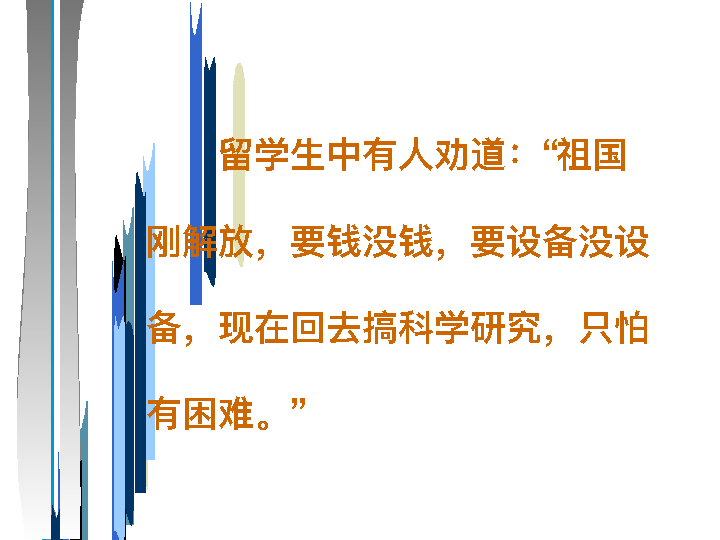 留学生中有人劝道：“祖国
刚解放，要钱没钱，要设备没设
备，现在回去搞科学研究，只怕
有困难。”